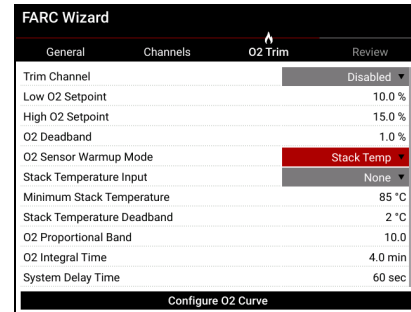 FARC Wizard
General Channels O2 Trim Review
Trim Channel Disabled
Low O2 Setpoint 10.0 %
High O2 Setpoint 15.0 %
O2 Deadband 1.0 %
O2 Sensor Warmup Mode Stack Temp
Stack Temperature Input None
Minimum Stack Temperature 85 °C
Stack Temperature Deadband 2 °C
O2 Proportional Band 10.0
O2 Integral Time 4.0 min
System Delay Time 60 sec
Configure O2 Curve